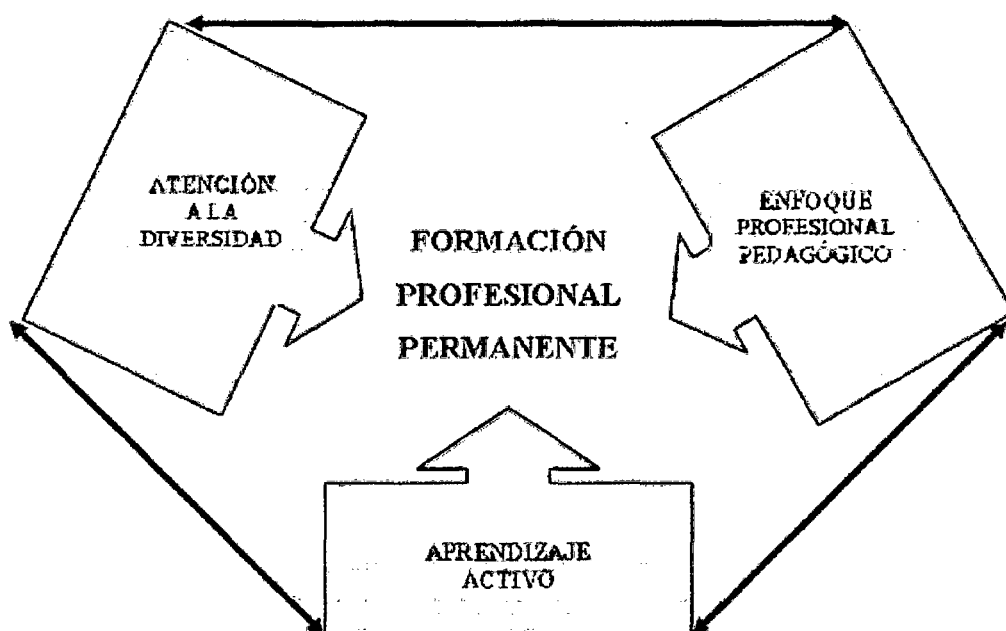 ATENCIÓN
A LA
DIVERSIDAD
FORMACIÓN
PROFESIONAL
PERMANENTE
ENFOQUE
PROFESIONAL
PEDAGÓGICO
APRENDIZAJE
ACTIVO